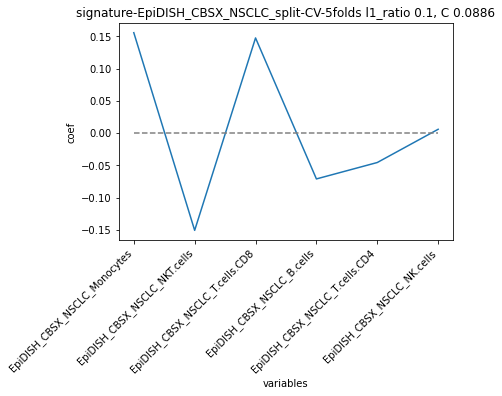 signature-EpiDISH_CBSX_NSCLC_split-CV-5folds l1_ratio 0.1, C 0.0886
0.15
0.10
0.05
0.00
−0.05
−0.10
−0.15
coef
EpiDISH_CBSX_NSCLC_Monocytes
EpiDISH_CBSX_NSCLC_NKT.cells
EpiDISH_CBSX_NSCLC_T.cells.CD8
EpiDISH_CBSX_NSCLC_B.cells
EpiDISH_CBSX_NSCLC_T.cells.CD4
EpiDISH_CBSX_NSCLC_NK.cells
variables